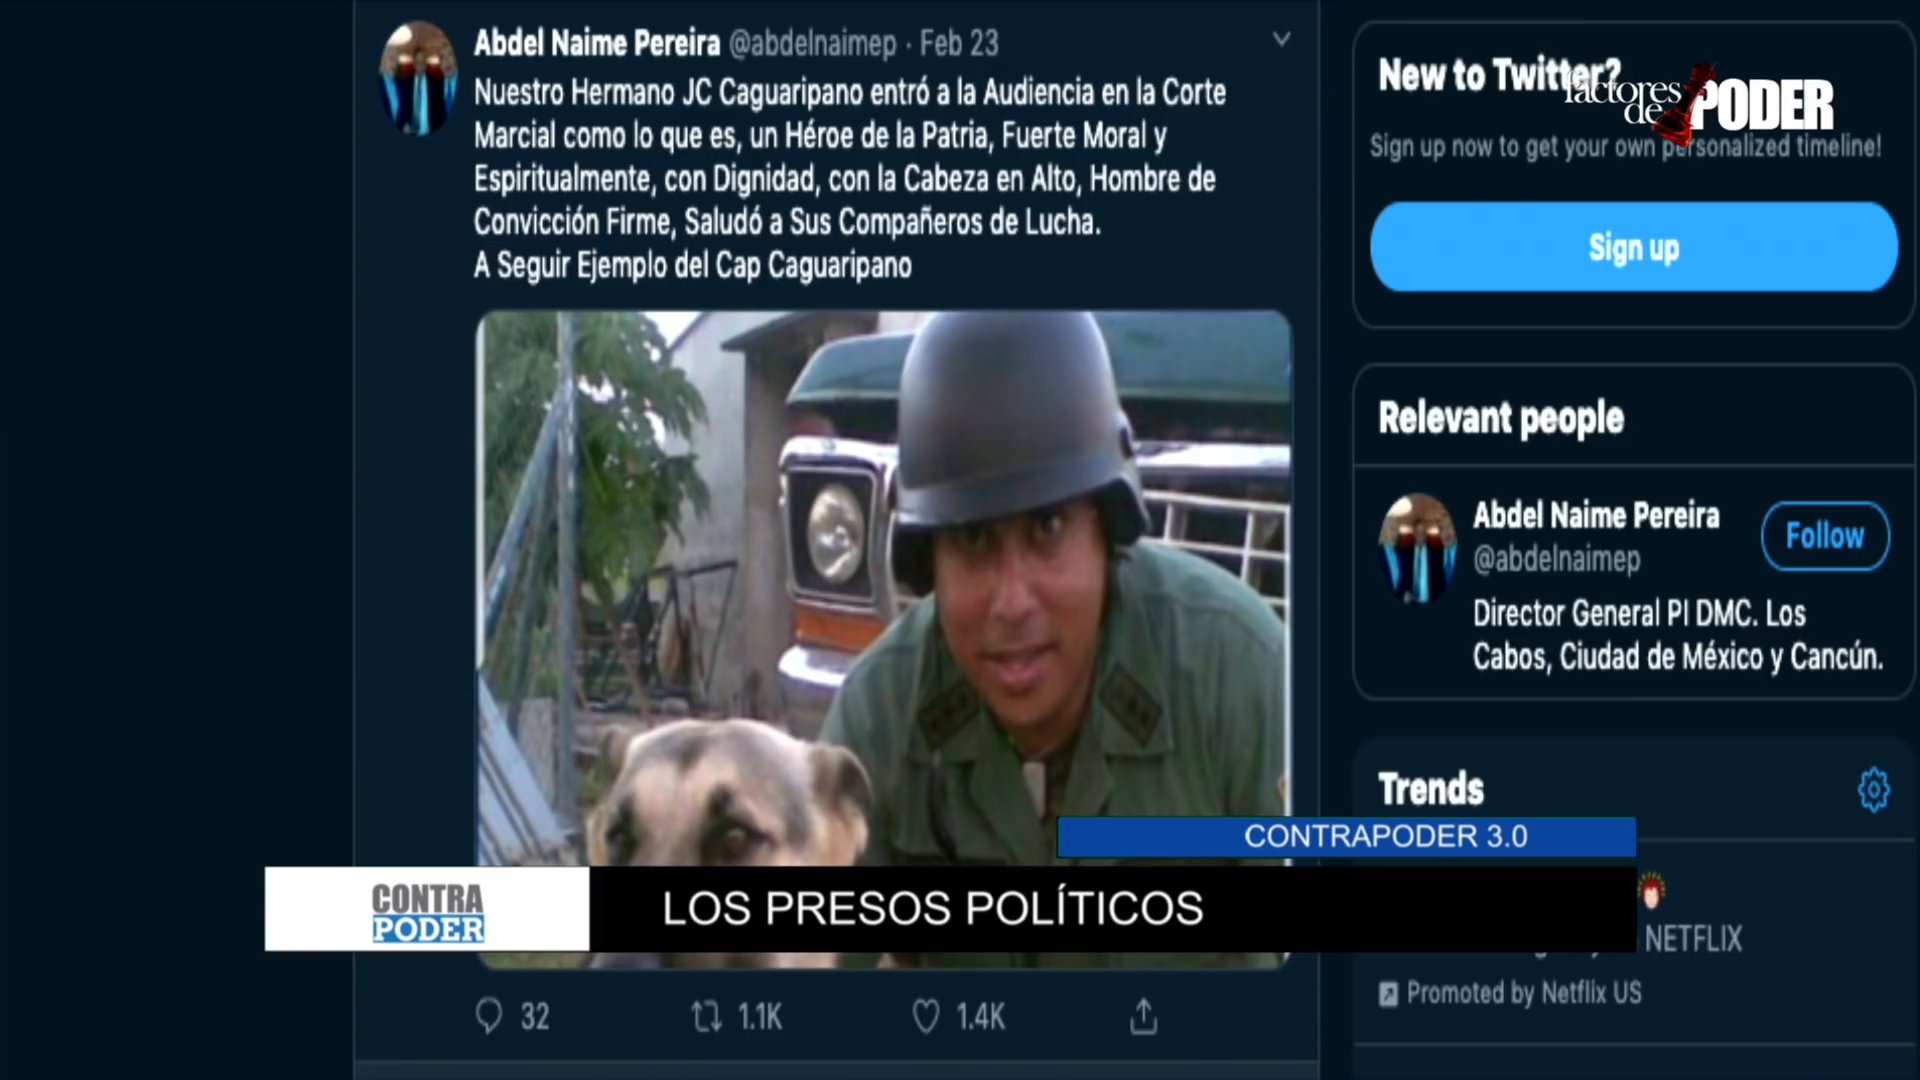 Abdel Naime Pereira @abdelnaimep · Feb 23
Nuestro Hermano JC Caguaripano entró a la Audiencia en la Corte
Marcial como lo que es, un Héroe de la Patria, Fuerte Moral y
Espiritualmente, con Dignidad, con la Cabeza en Alto, Hombre de
Convicción Firme, Saludó a Sus Compañeros de Lucha.
A Seguir Ejemplo del Cap Caguaripano
32 1.1K 1.4K
New to Twitter?
factores
de PODER
Sign up now to get your own personalized timeline!
Sign up
Relevant people
Abdel Naime Pereira
@abdelnaimep
Follow
Director General PI DMC. Los
Cabos, Ciudad de México y Cancún.
Trends
CONTRAPODER 3.0
CONTRA
PODER
LOS PRESOS POLÍTICOS
NETFLIX
Promoted by Netflix US